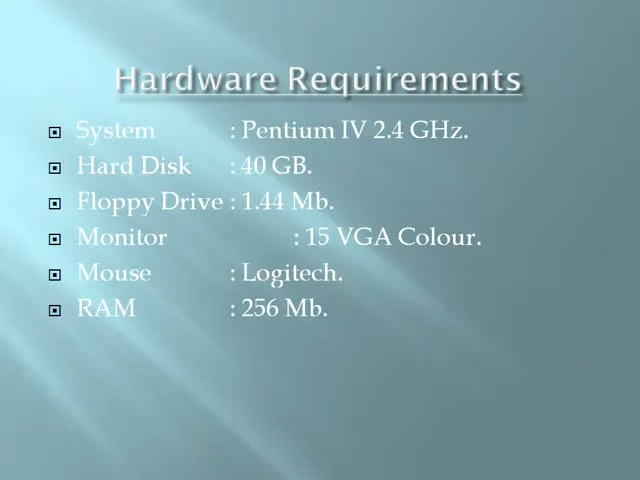 Hardware Requirements
System : Pentium IV 2.4 GHz.
Hard Disk : 40 GB.
Floppy Drive : 1.44 Mb.
Monitor : 15 VGA Colour.
Mouse : Logitech.
RAM : 256 Mb.